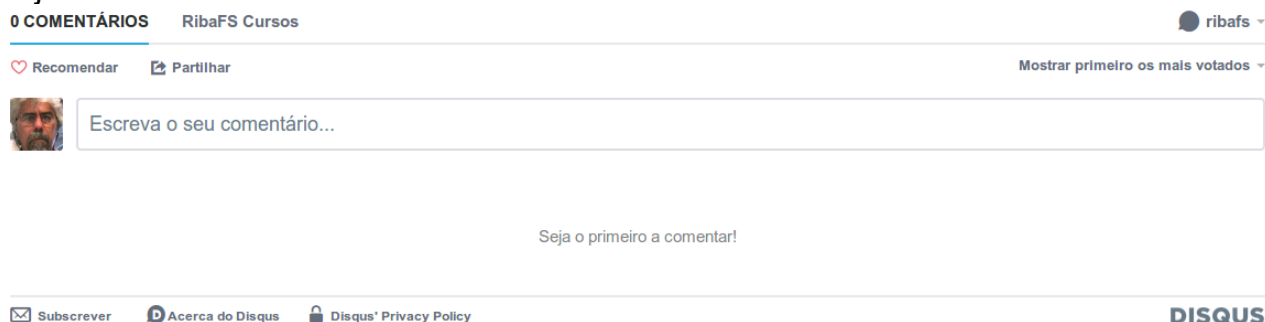 0 COMENTÁRIOS RibaFS Cursos ribafs
Recomendar Partilhar Mostrar primeiro os mais votados
Escreva o seu comentário...
Seja o primeiro a comentar!
Subscrever Acerca do Disqus Disqus' Privacy Policy DISQUS